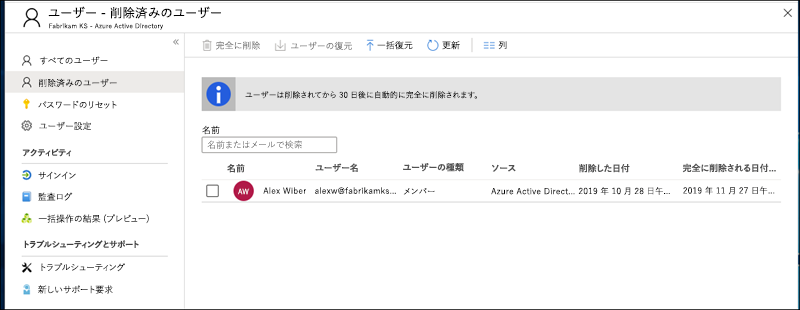 ユーザー - 削除済みのユーザー
Fabrikam KS - Azure Active Directory
すべてのユーザー
削除済みのユーザー
パスワードのリセット
ユーザー設定
アクティビティ
サインイン
監査ログ
一括操作の結果 (プレビュー)
トラブルシューティングとサポート
トラブルシューティング
新しいサポート要求
完全に削除 ユーザーの復元 一括復元 更新 列
ユーザーは削除されてから 30 日後に自動的に完全に削除されます。
名前
名前またはメールで検索
名前 ユーザー名 ユーザーの種類 ソース 削除した日付 完全に削除される日付...
AW Alex Wiber alexw@fabrikamks... メンバー Azure Active Direct... 2019 年 10 月 28 日午... 2019 年 11 月 27 日午...